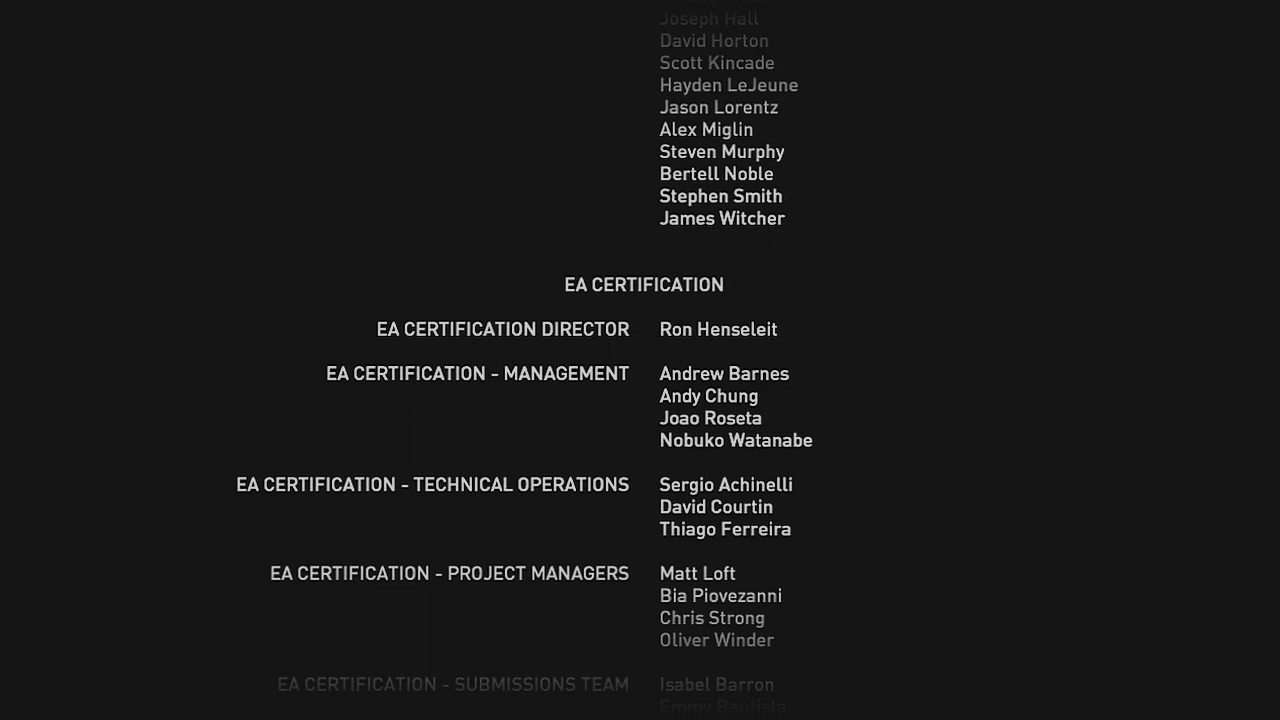 Joseph Hall
David Horton
Scott Kincade
Hayden LeJeune
Jason Lorentz
Alex Miglin
Steven Murphy
Bertell Noble
Stephen Smith
James Witcher
EA CERTIFICATION
EA CERTIFICATION DIRECTOR Ron Henseleit
EA CERTIFICATION - MANAGEMENT Andrew Barnes
Andy Chung
Joao Roseta
Nobuko Watanabe
EA CERTIFICATION - TECHNICAL OPERATIONS Sergio Achinelli
David Courtin
Thiago Ferreira
EA CERTIFICATION - PROJECT MANAGERS Matt Loft
Bia Piovezanni
Chris Strong
Oliver Winder
EA CERTIFICATION - SUBMISSIONS TEAM Isabel Barron
Emmy Bautista